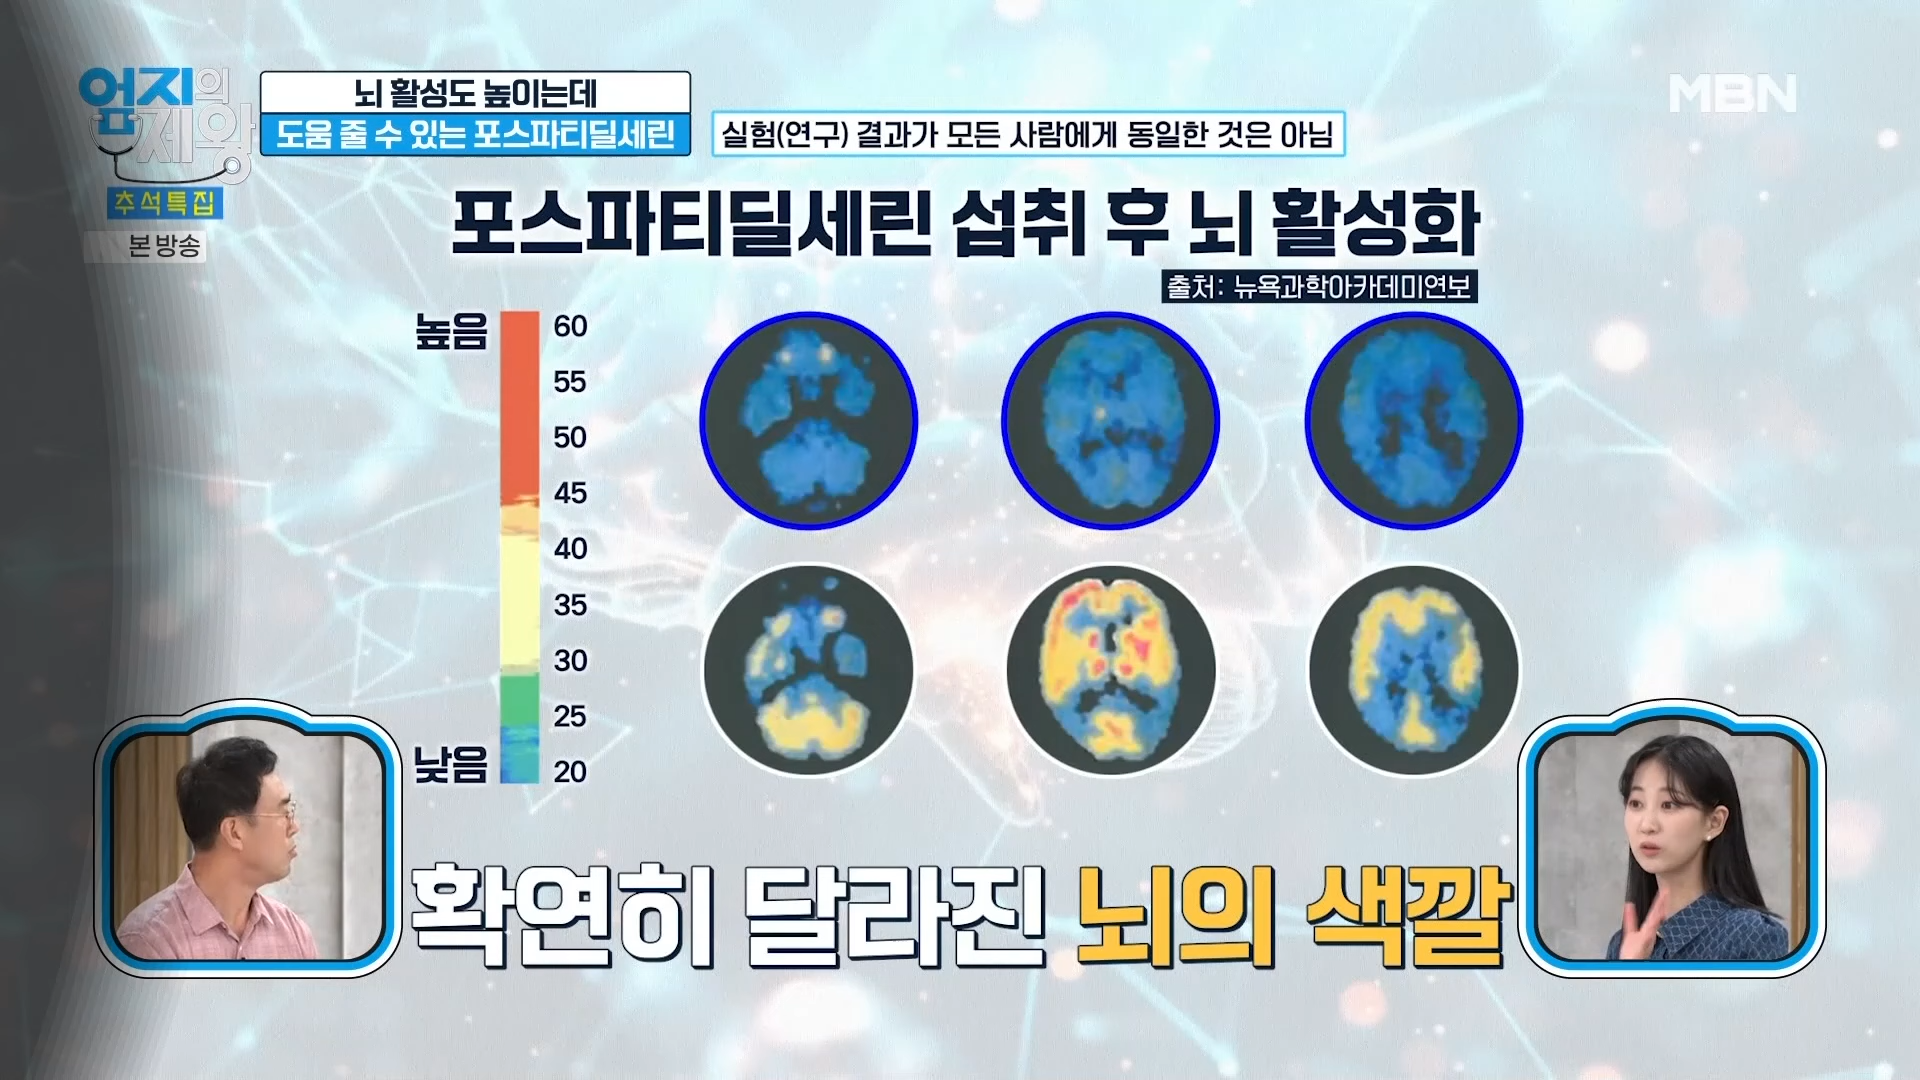 엄지의 제왕
추석특집
본 방송
뇌 활성도 높이는데
도움 줄 수 있는 포스파티딜세린
실험(연구) 결과가 모든 사람에게 동일한 것은 아님
MBN
포스파티딜세린 섭취 후 뇌 활성화
출처: 뉴욕과학아카데미연보
높음
60
55
50
45
40
35
30
25
20
낮음
확연히 달라진 뇌의 색깔